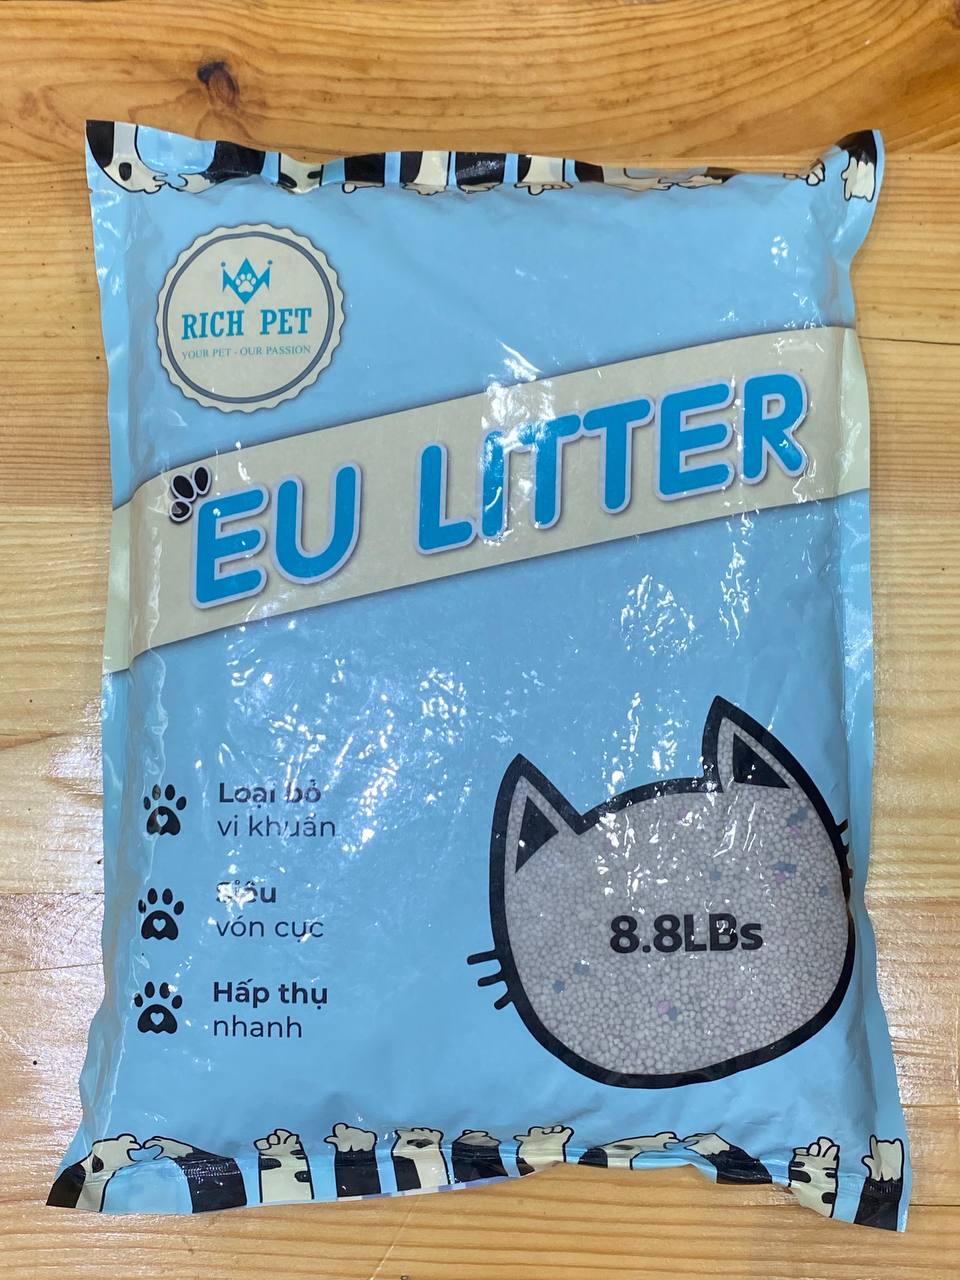 RICH PET
YOUR PET - OUR PASSION
EU LITTER
Loại bỏ
vi khuẩn
Siêu
vón cục
Hấp thụ
nhanh
8.8LBs